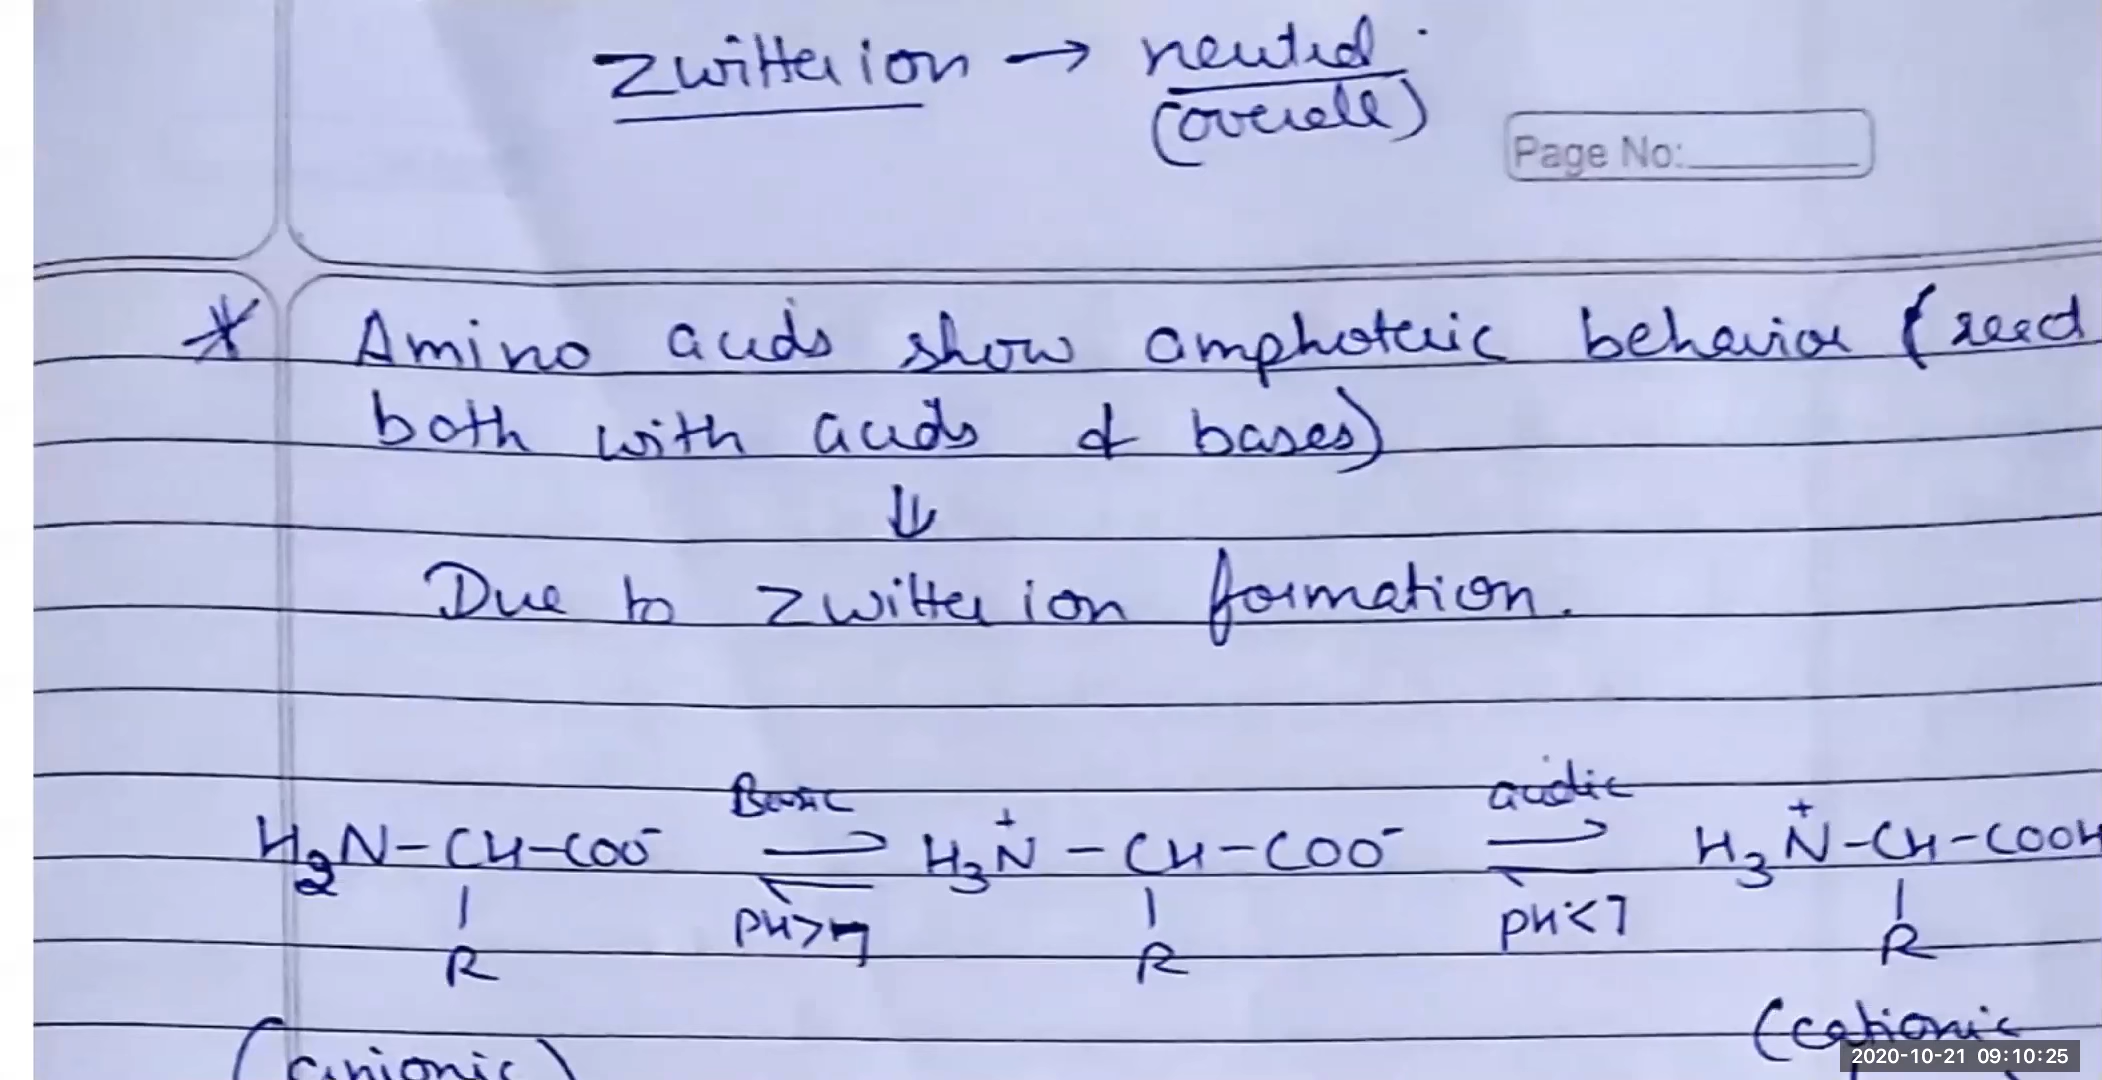 Zwitter ion → neutral
(overall)
Page No:
* Amino acids show amphoteric behavior (react
both with acids & bases)
⇓
Due to zwitter ion formation.
Basic
acidic
H₂N-CH-COO⁻ ⇌ H₃N⁺-CH-COO⁻ ⇌ H₃N⁺-CH-COOH
pH>7
pH<7
R
R
R
(cationic
(anionic)
2020-10-21 09:10:25